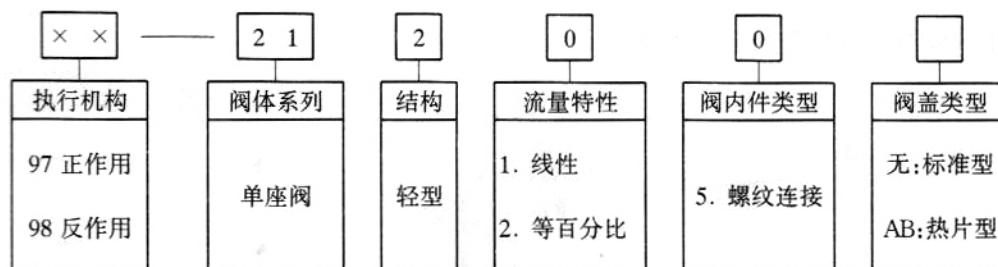 × × — 2 1 2 0 0
执行机构 阀体系列 结构 流量特性 阀内件类型 阀盖类型
97 正作用 1. 线性 无:标准型
单座阀 轻型 5. 螺纹连接
98 反作用 2. 等百分比 AB:热片型